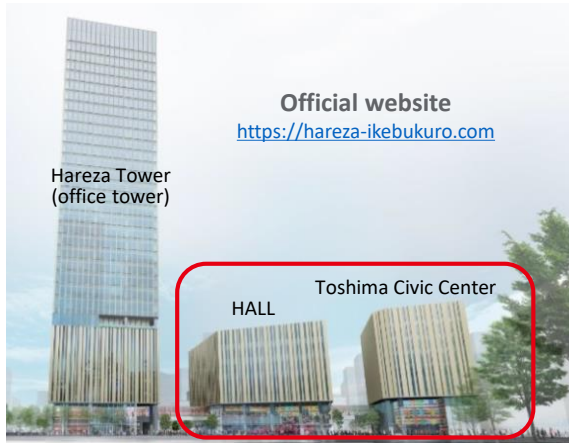 Official website
https://hareza-ikebukuro.com
Hareza Tower
(office tower)
Toshima Civic Center
HALL